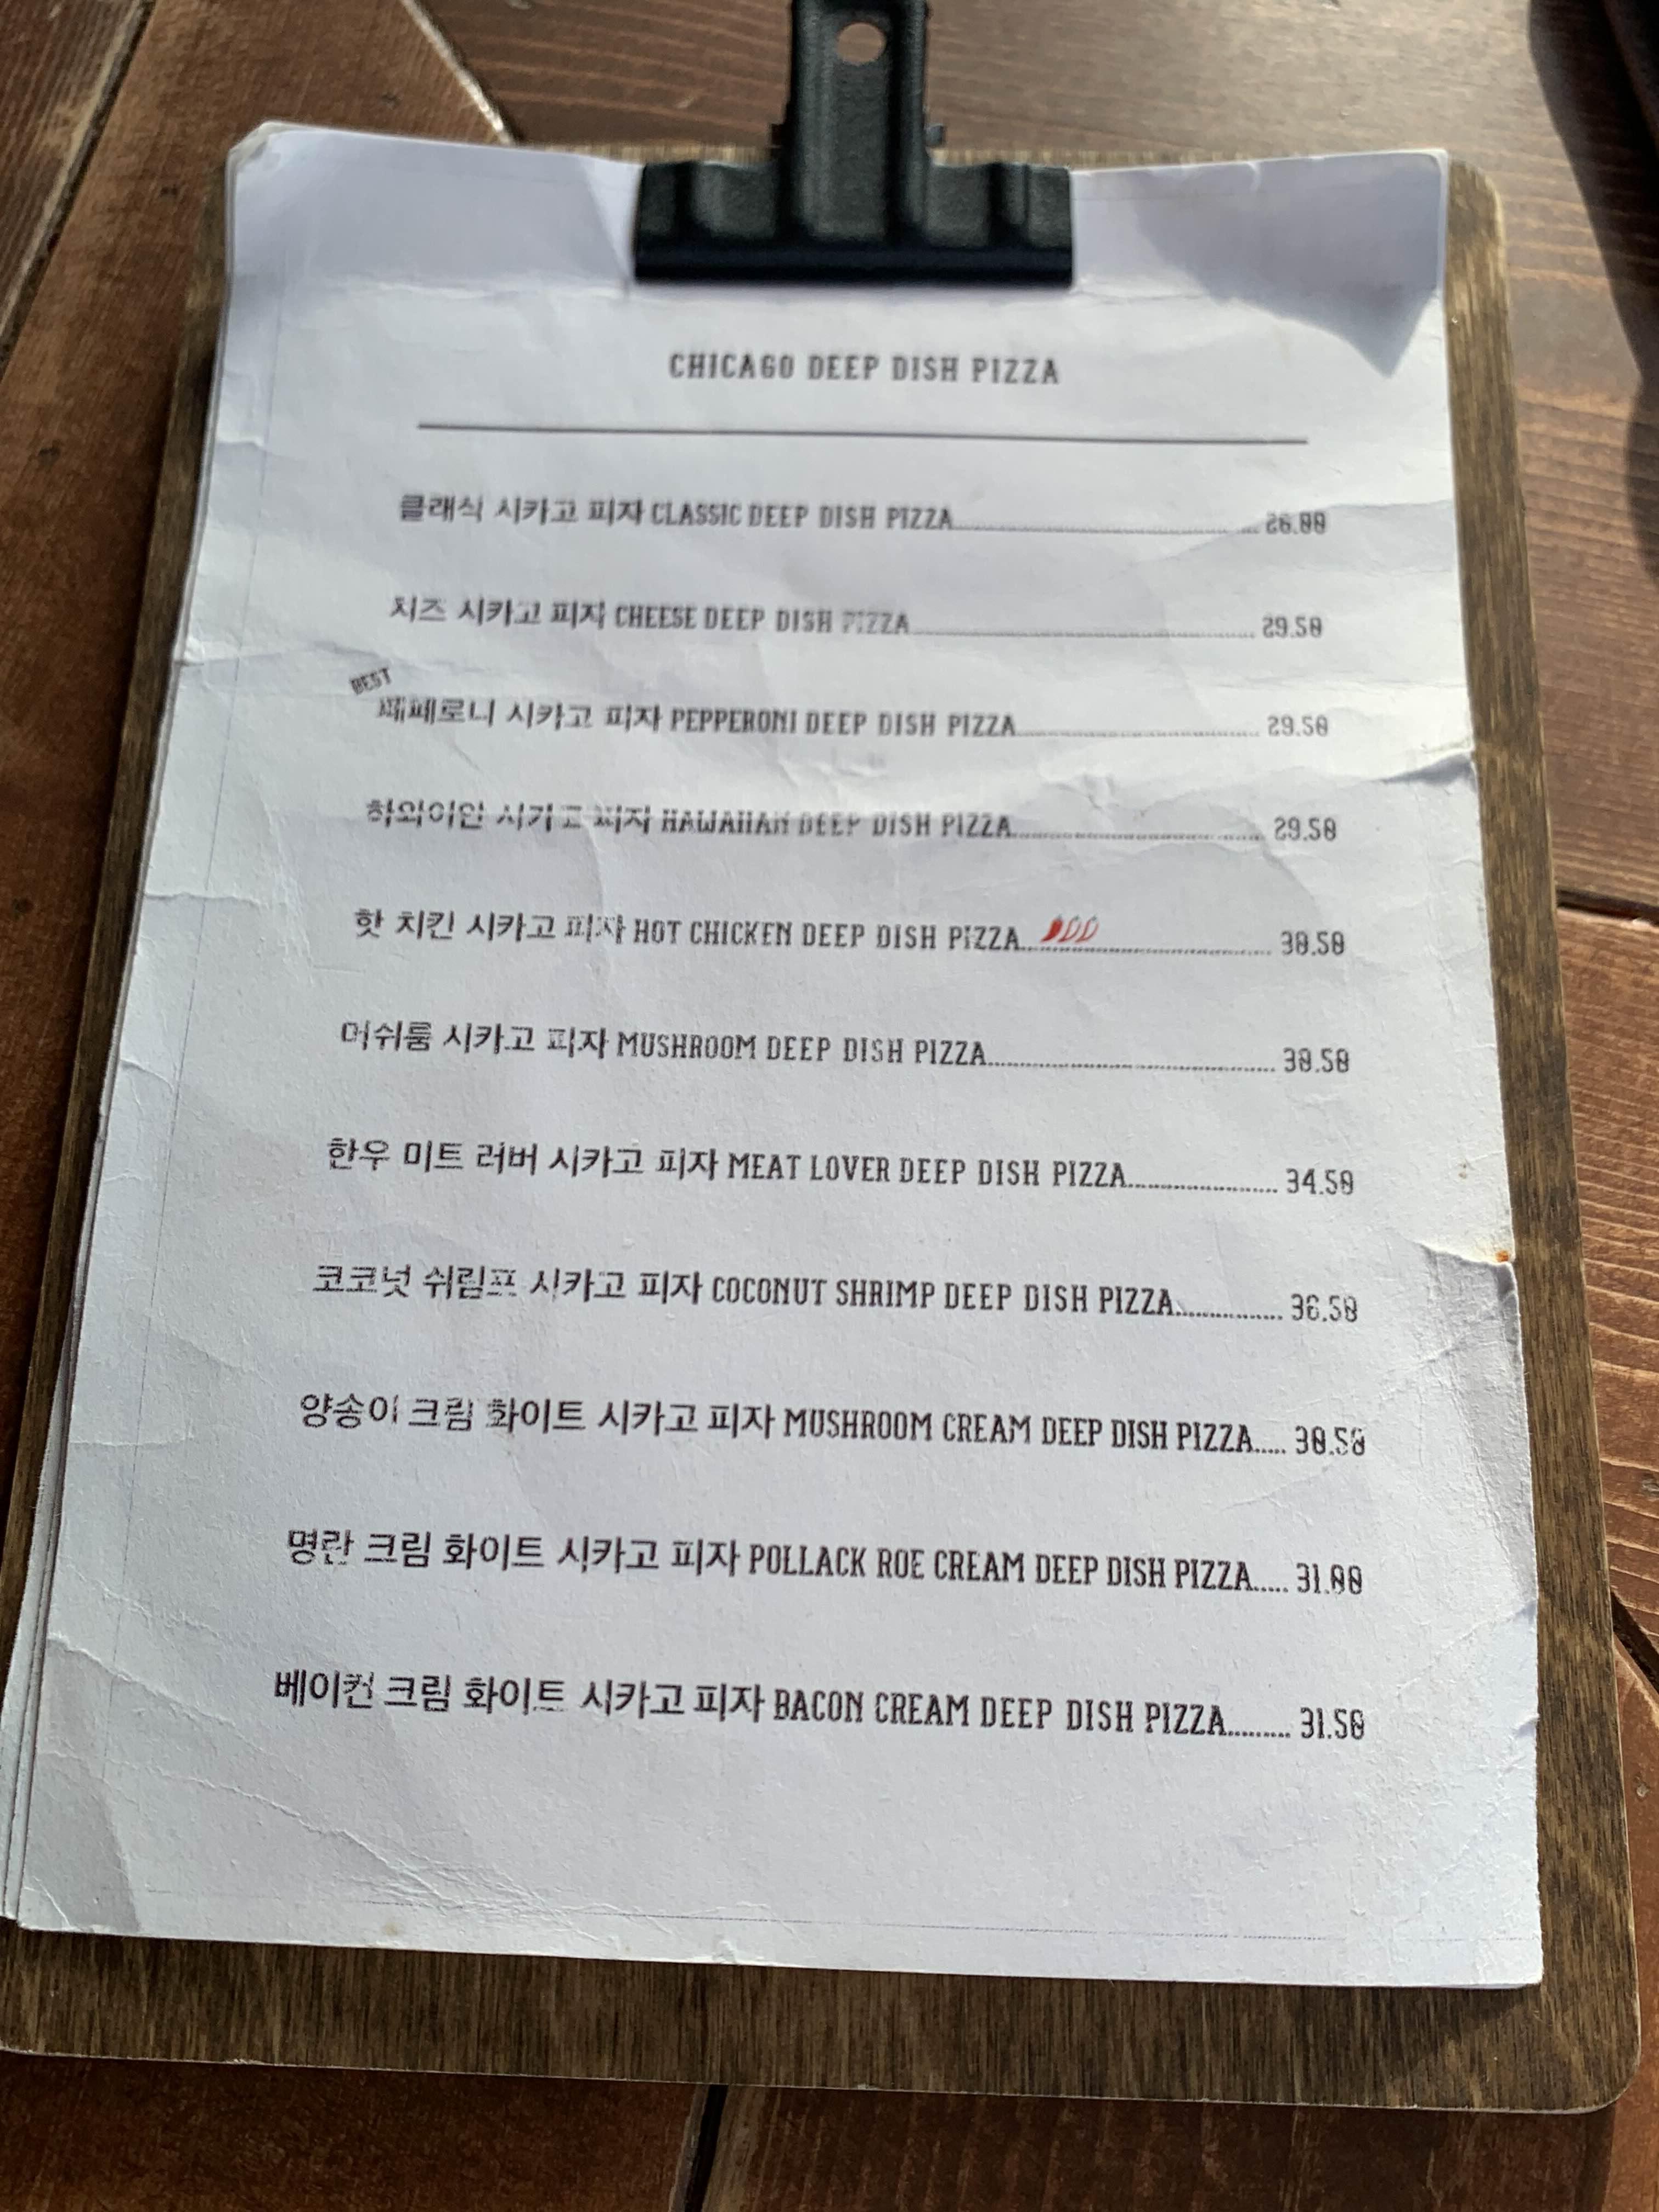 CHICAGO DEEP DISH PIZZA
클래식 시카고 피자 CLASSIC DEEP DISH PIZZA 26.00
치즈 시카고 피자 CHEESE DEEP DISH PIZZA 29.50
BEST
페페로니 시카고 피자 PEPPERONI DEEP DISH PIZZA 29.50
하와이안 시카고 피자 HAWAIIAN DEEP DISH PIZZA 29.50
핫 치킨 시카고 피자 HOT CHICKEN DEEP DISH PIZZA 30.50
머쉬룸 시카고 피자 MUSHROOM DEEP DISH PIZZA 30.50
한우 미트 러버 시카고 피자 MEAT LOVER DEEP DISH PIZZA 34.50
코코넛 쉬림프 시카고 피자 COCONUT SHRIMP DEEP DISH PIZZA 36.50
양송이 크림 화이트 시카고 피자 MUSHROOM CREAM DEEP DISH PIZZA 30.50
명란 크림 화이트 시카고 피자 POLLACK ROE CREAM DEEP DISH PIZZA 31.00
베이컨 크림 화이트 시카고 피자 BACON CREAM DEEP DISH PIZZA 31.50